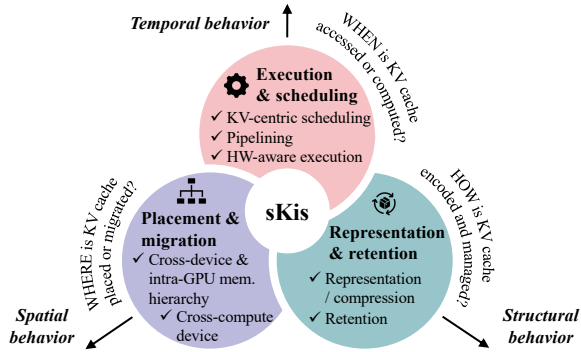 Temporal behavior
WHEN is KV cache
accessed or computed?
Execution
& scheduling
✓ KV-centric scheduling
✓ Pipelining
✓ HW-aware execution
sKis
WHERE is KV cache
placed or migrated?
Placement &
migration
✓ Cross-device &
intra-GPU mem.
hierarchy
✓ Cross-compute
device
HOW is KV cache
encoded and managed?
Representation
& retention
✓ Representation
/ compression
✓ Retention
Spatial
behavior
Structural
behavior